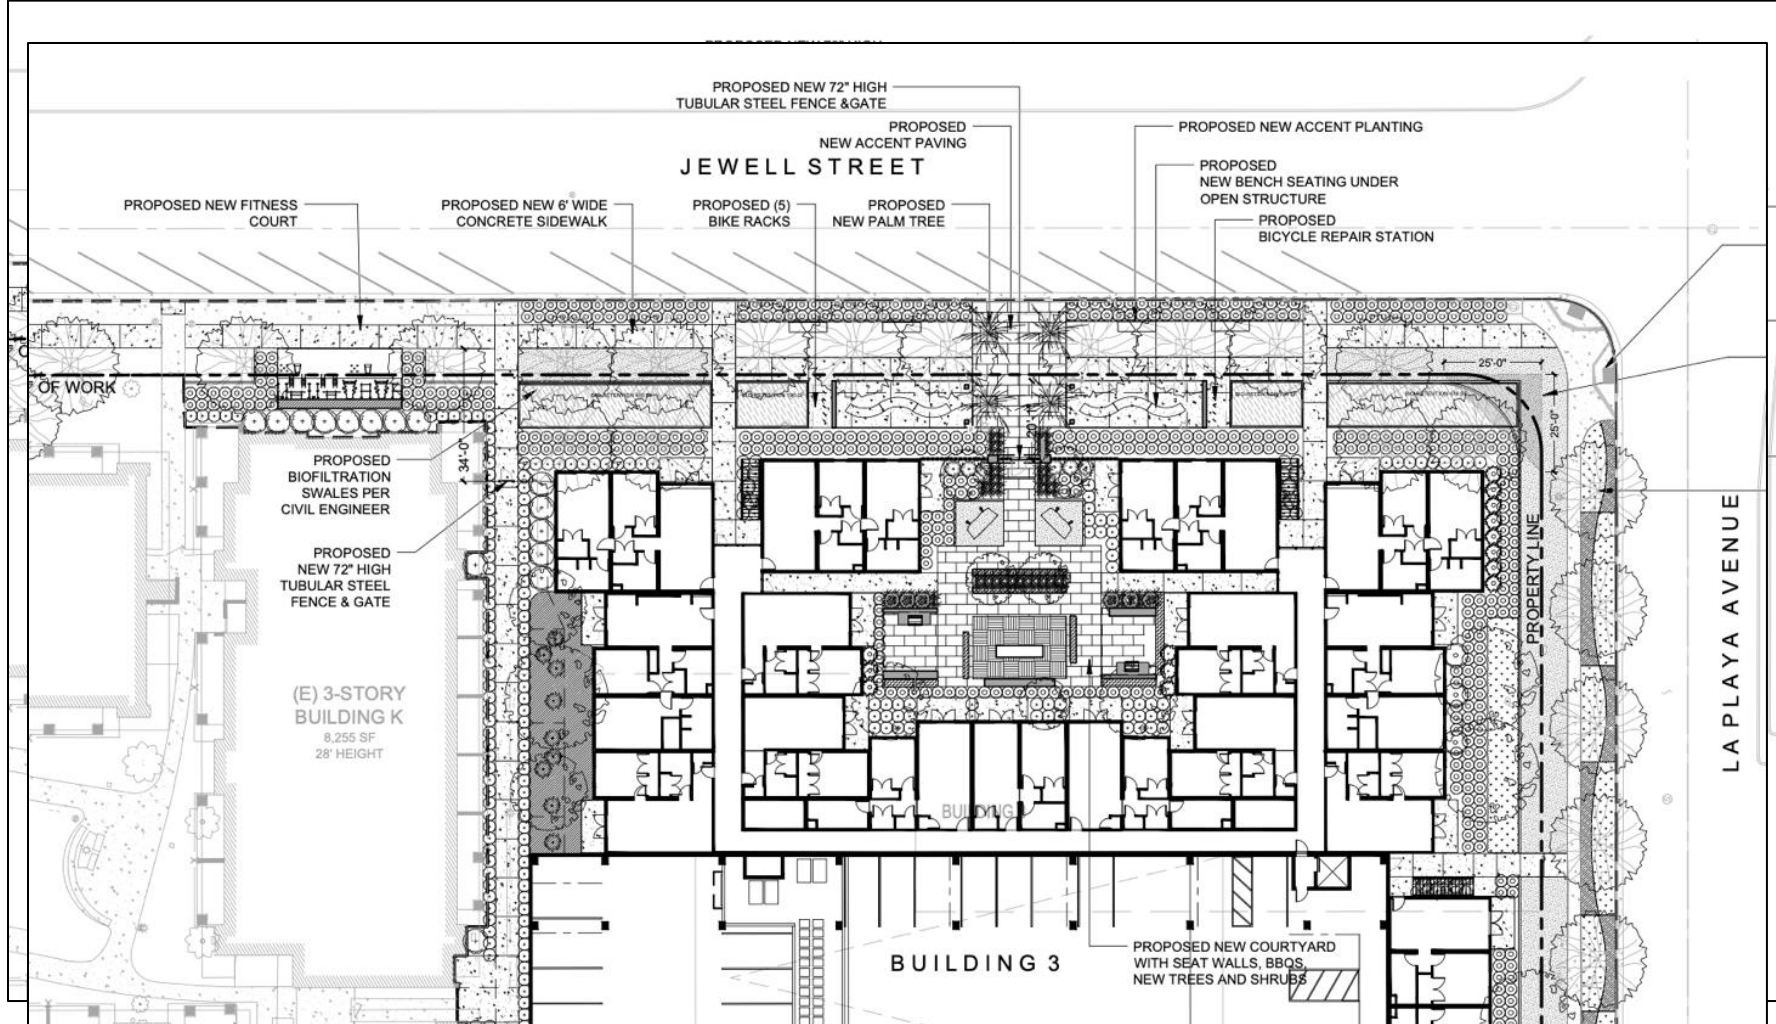 PROPOSED NEW 72" HIGH
TUBULAR STEEL FENCE &GATE
PROPOSED
NEW ACCENT PAVING
PROPOSED NEW ACCENT PLANTING
JEWELL STREET
PROPOSED
NEW BENCH SEATING UNDER
OPEN STRUCTURE
PROPOSED NEW FITNESS
COURT
PROPOSED NEW 6' WIDE
CONCRETE SIDEWALK
PROPOSED (5)
BIKE RACKS
PROPOSED
NEW PALM TREE
PROPOSED
BICYCLE REPAIR STATION
OF WORK
25'-0"
25'-0"
34'-0"
20'
PROPOSED
BIOFILTRATION
SWALES PER
CIVIL ENGINEER
PROPOSED
NEW 72" HIGH
TUBULAR STEEL
FENCE & GATE
PROPERTY LINE
LA PLAYA AVENUE
(E) 3-STORY
BUILDING K
8,255 SF
28' HEIGHT
BUILDING
BUILDING 3
PROPOSED NEW COURTYARD
WITH SEAT WALLS, BBQS,
NEW TREES AND SHRUBS